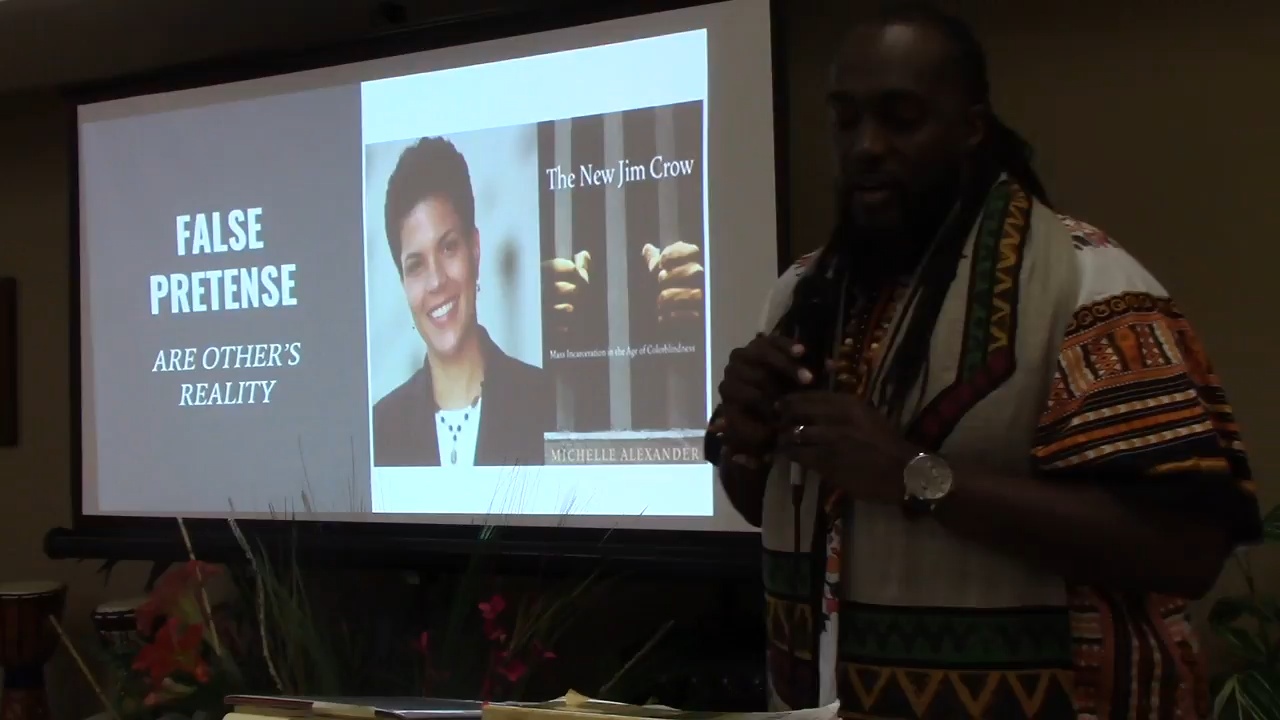 FALSE
PRETENSE
ARE OTHER'S
REALITY
The New Jim Crow
Mass Incarceration in the Age of Colorblindness
MICHELLE ALEXANDER